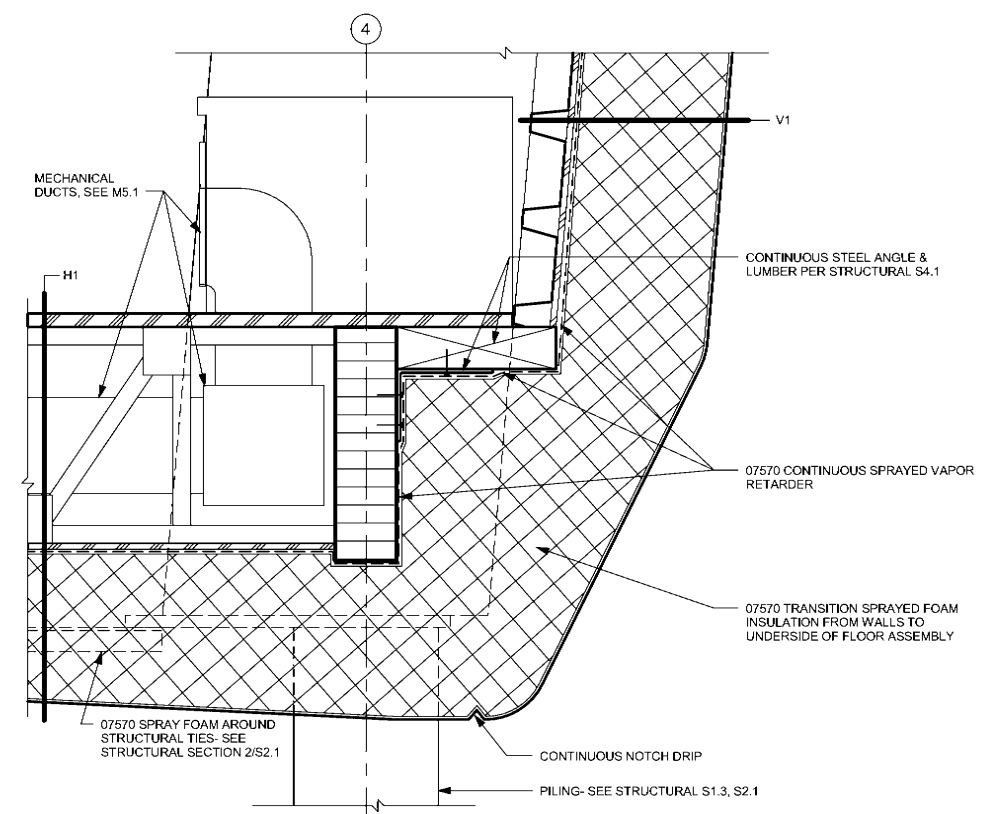 4
V1
MECHANICAL
DUCTS, SEE M5.1
CONTINUOUS STEEL ANGLE &
LUMBER PER STRUCTURAL S4.1
H1
07570 CONTINUOUS SPRAYED VAPOR
RETARDER
07570 TRANSITION SPRAYED FOAM
INSULATION FROM WALLS TO
UNDERSIDE OF FLOOR ASSEMBLY
07570 SPRAY FOAM AROUND
STRUCTURAL TIES- SEE
STRUCTURAL SECTION 2/S2.1
CONTINUOUS NOTCH DRIP
PILING- SEE STRUCTURAL S1.3, S2.1